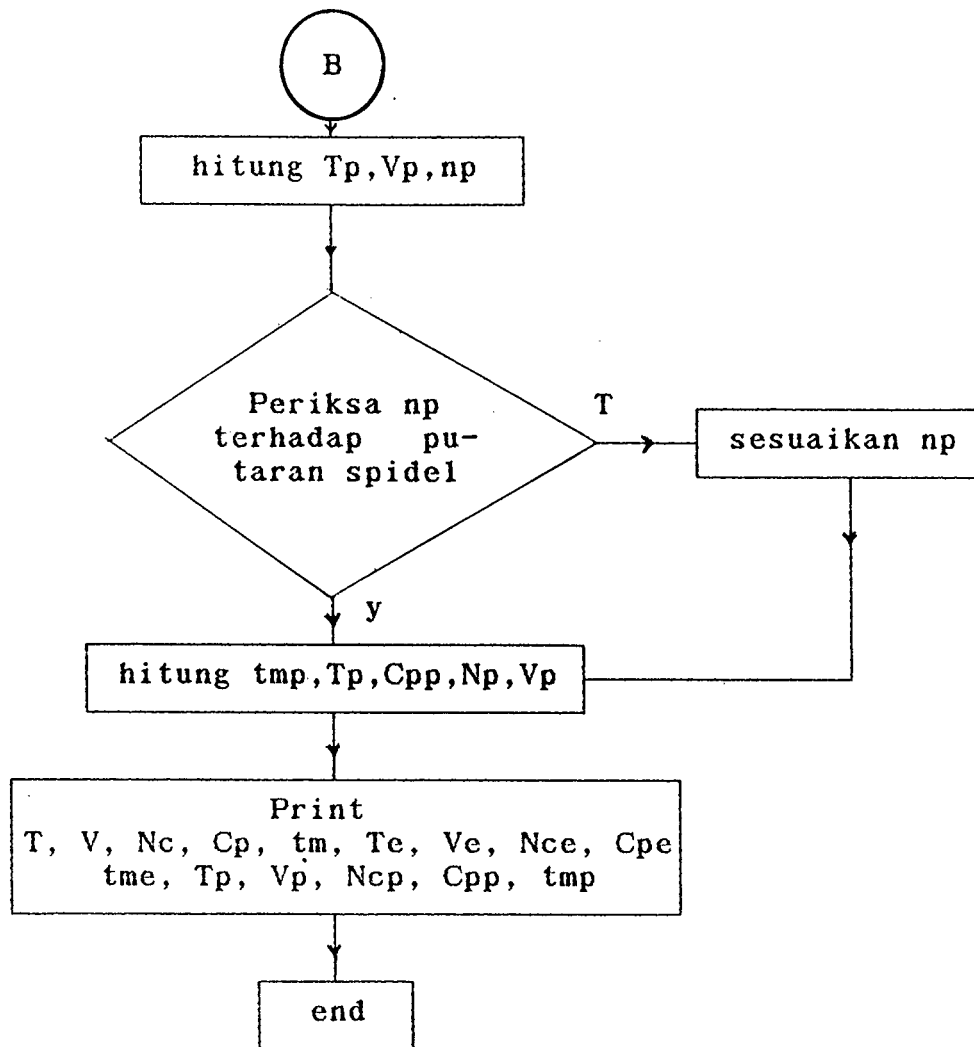 B
hitung Tp,Vp,np
Periksa np
terhadap pu-
taran spidel
T
sesuaikan np
y
hitung tmp,Tp,Cpp,Np,Vp
Print
T, V, Nc, Cp, tm, Te, Ve, Nce, Cpe
tme, Tp, Vp, Ncp, Cpp, tmp
end